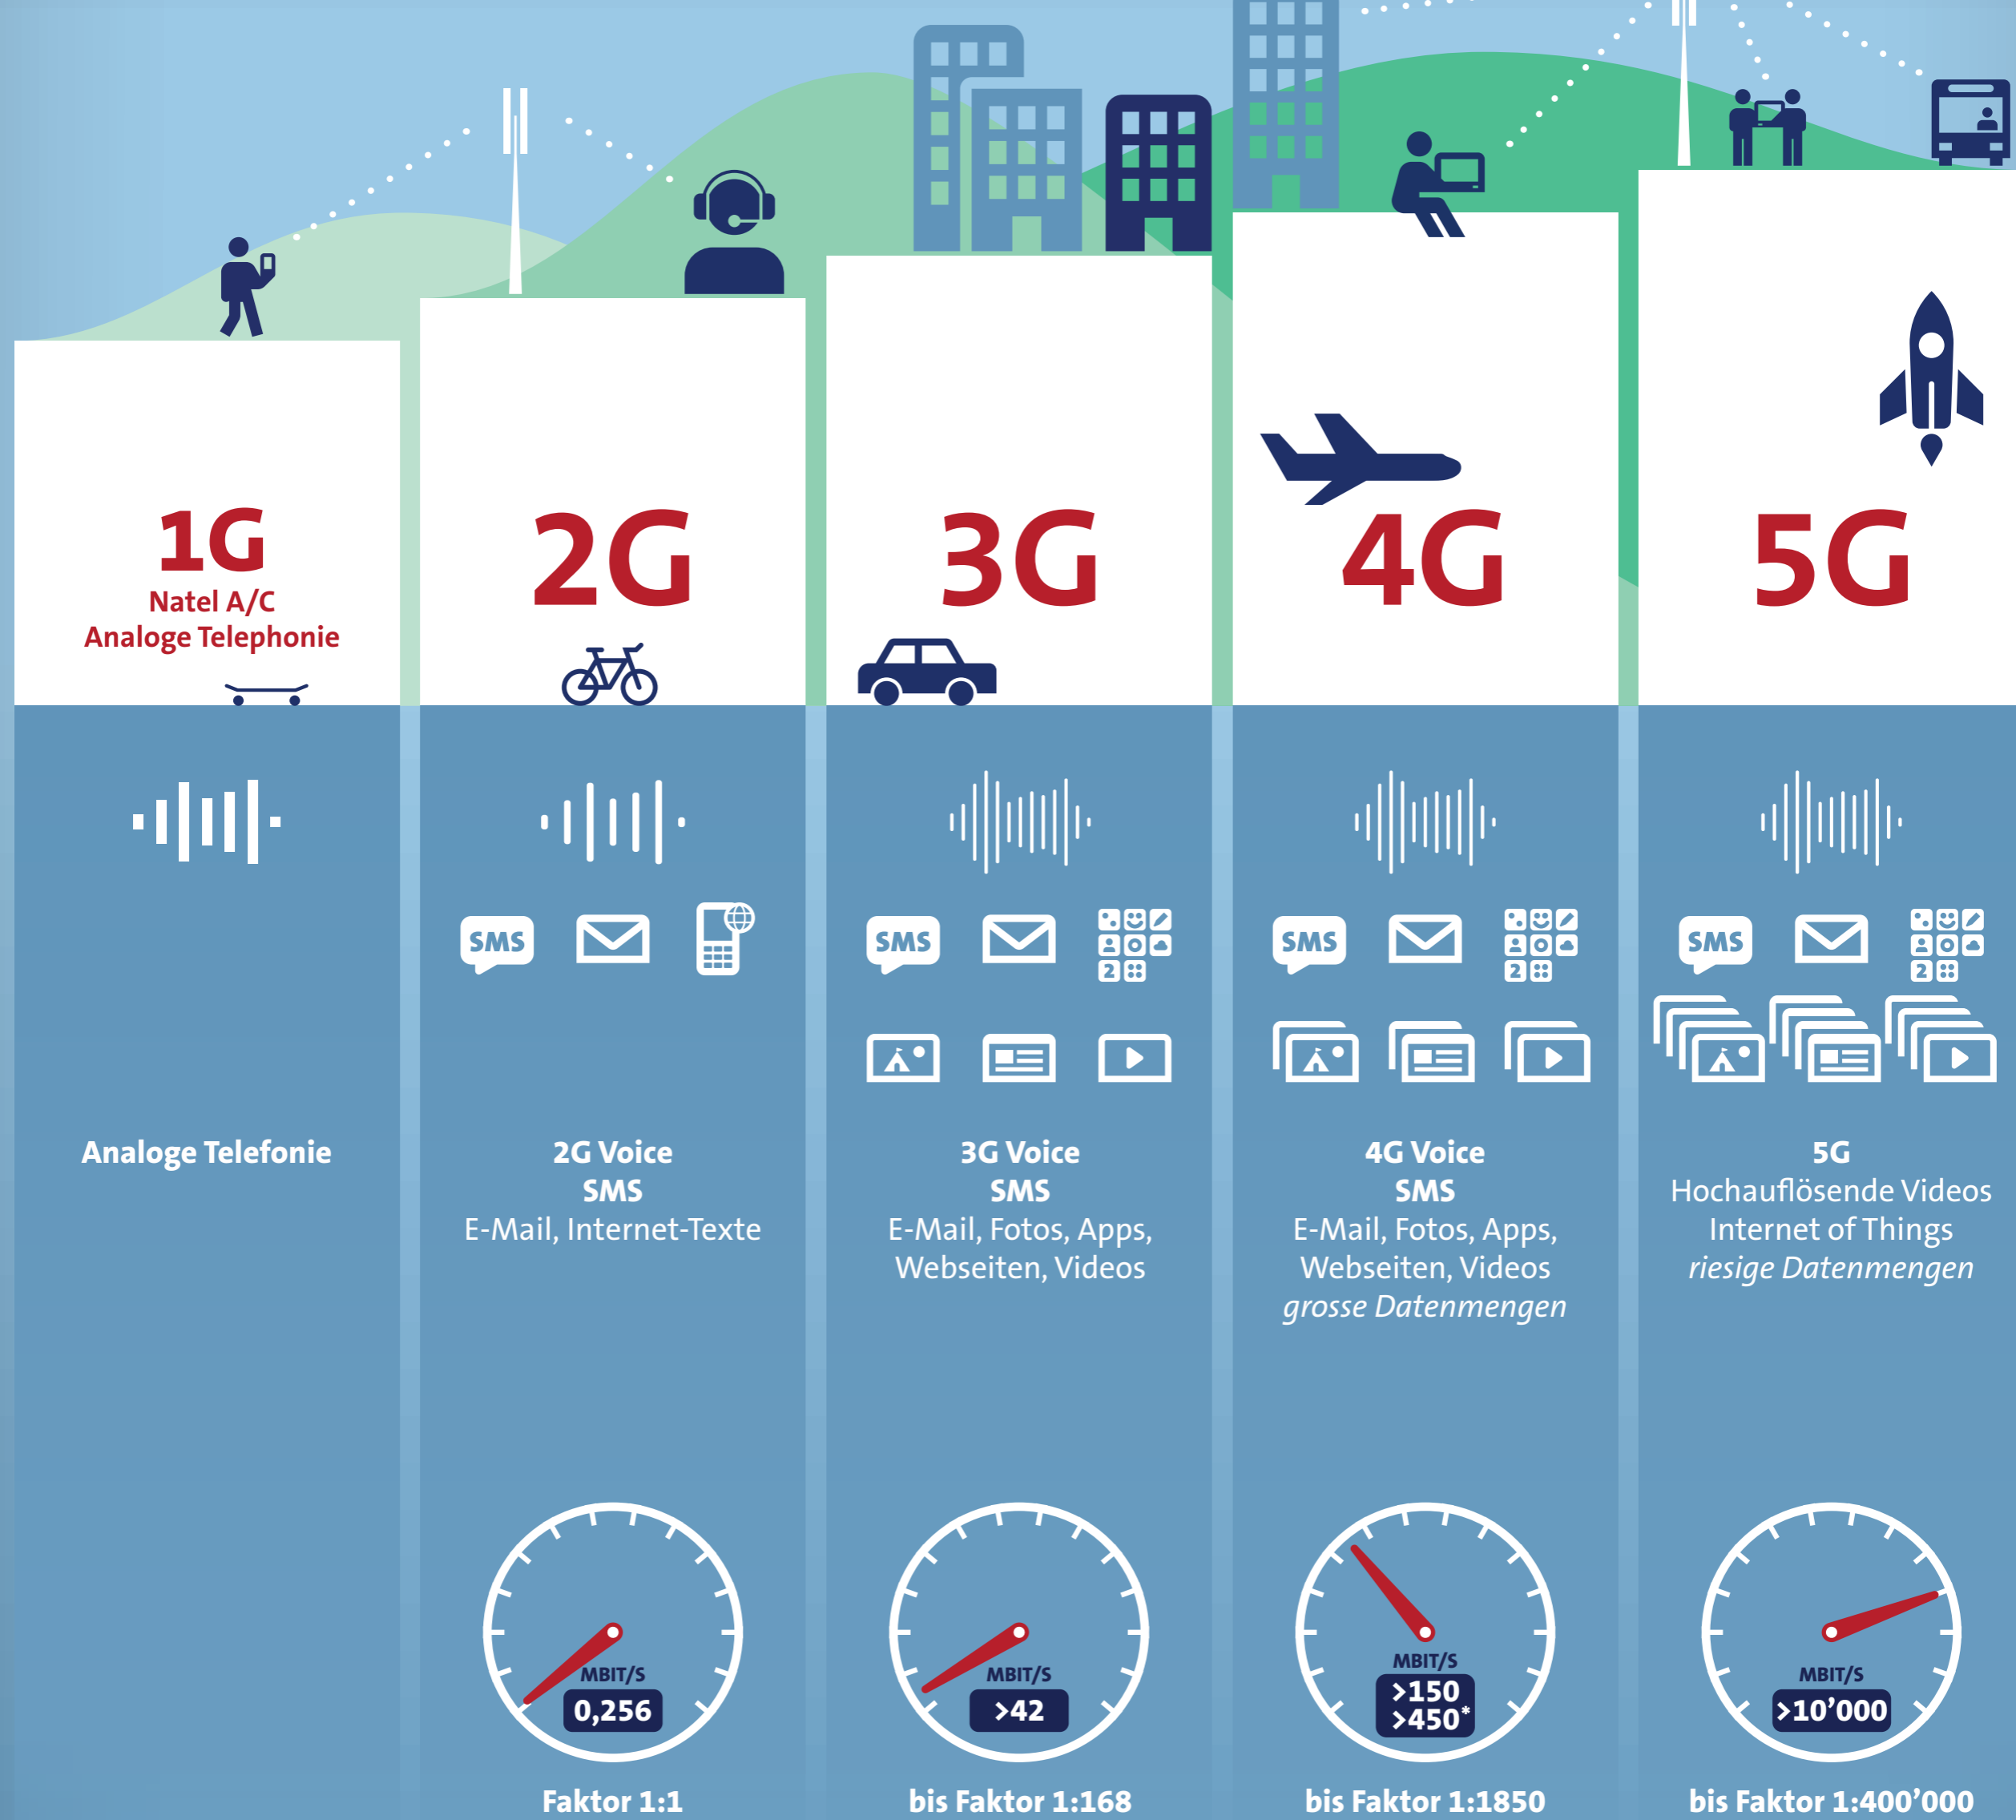 1G
Natel A/C
Analoge Telephonie
2G
3G
4G
5G
SMS
SMS
2
SMS
2
SMS
2
Analoge Telefonie
2G Voice
SMS
E-Mail, Internet-Texte
3G Voice
SMS
E-Mail, Fotos, Apps,
Webseiten, Videos
4G Voice
SMS
E-Mail, Fotos, Apps,
Webseiten, Videos
grosse Datenmengen
5G
Hochauflösende Videos
Internet of Things
riesige Datenmengen
MBIT/S
0,256
Faktor 1:1
MBIT/S
>42
bis Faktor 1:168
MBIT/S
>150
>450*
bis Faktor 1:1850
MBIT/S
>10’000
bis Faktor 1:400’000